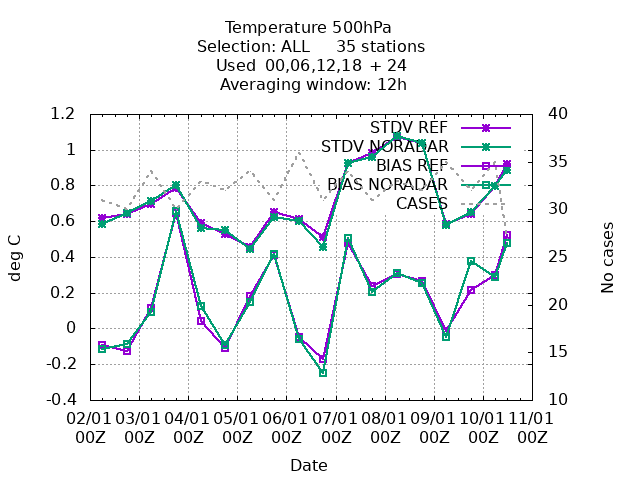 Temperature 500hPa
Selection: ALL 35 stations
Used 00,06,12,18 + 24
Averaging window: 12h
1.2
1
0.8
0.6
0.4
0.2
0
-0.2
-0.4
deg C
40
35
30
25
20
15
10
No cases
STDV REF
STDV NORADAR
BIAS REF
BIAS NORADAR
CASES
02/01 03/01 04/01 05/01 06/01 07/01 08/01 09/01 10/01 11/01
00Z 00Z 00Z 00Z 00Z 00Z 00Z 00Z 00Z 00Z
Date